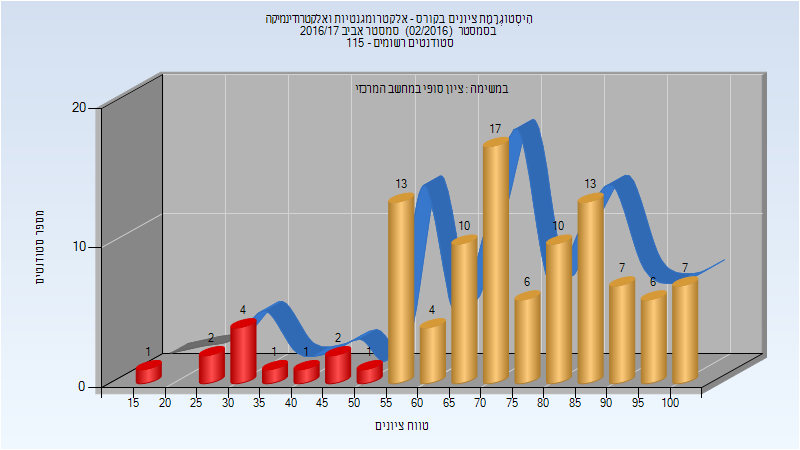 הִיסְטוֹגְרָמַת ציונים בקורס - אלקטרומגנטיות ואלקטרודינמיקה
בסמסטר (02/2016) סמסטר אביב 2016/17
סטודנטים רשומים - 115
במשימה : ציון סופי במחשב המרכזי
מספר סטודנטים
20
10
0
1
2
4
1
1
2
1
13
4
10
17
6
10
13
7
6
7
15 20 25 30 35 40 45 50 55 60 65 70 75 80 85 90 95 100
טווח ציונים